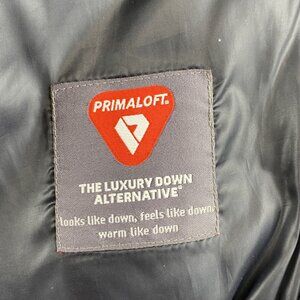 PRIMALOFT®
THE LUXURY DOWN
ALTERNATIVE®
looks like down, feels like down,
warm like down